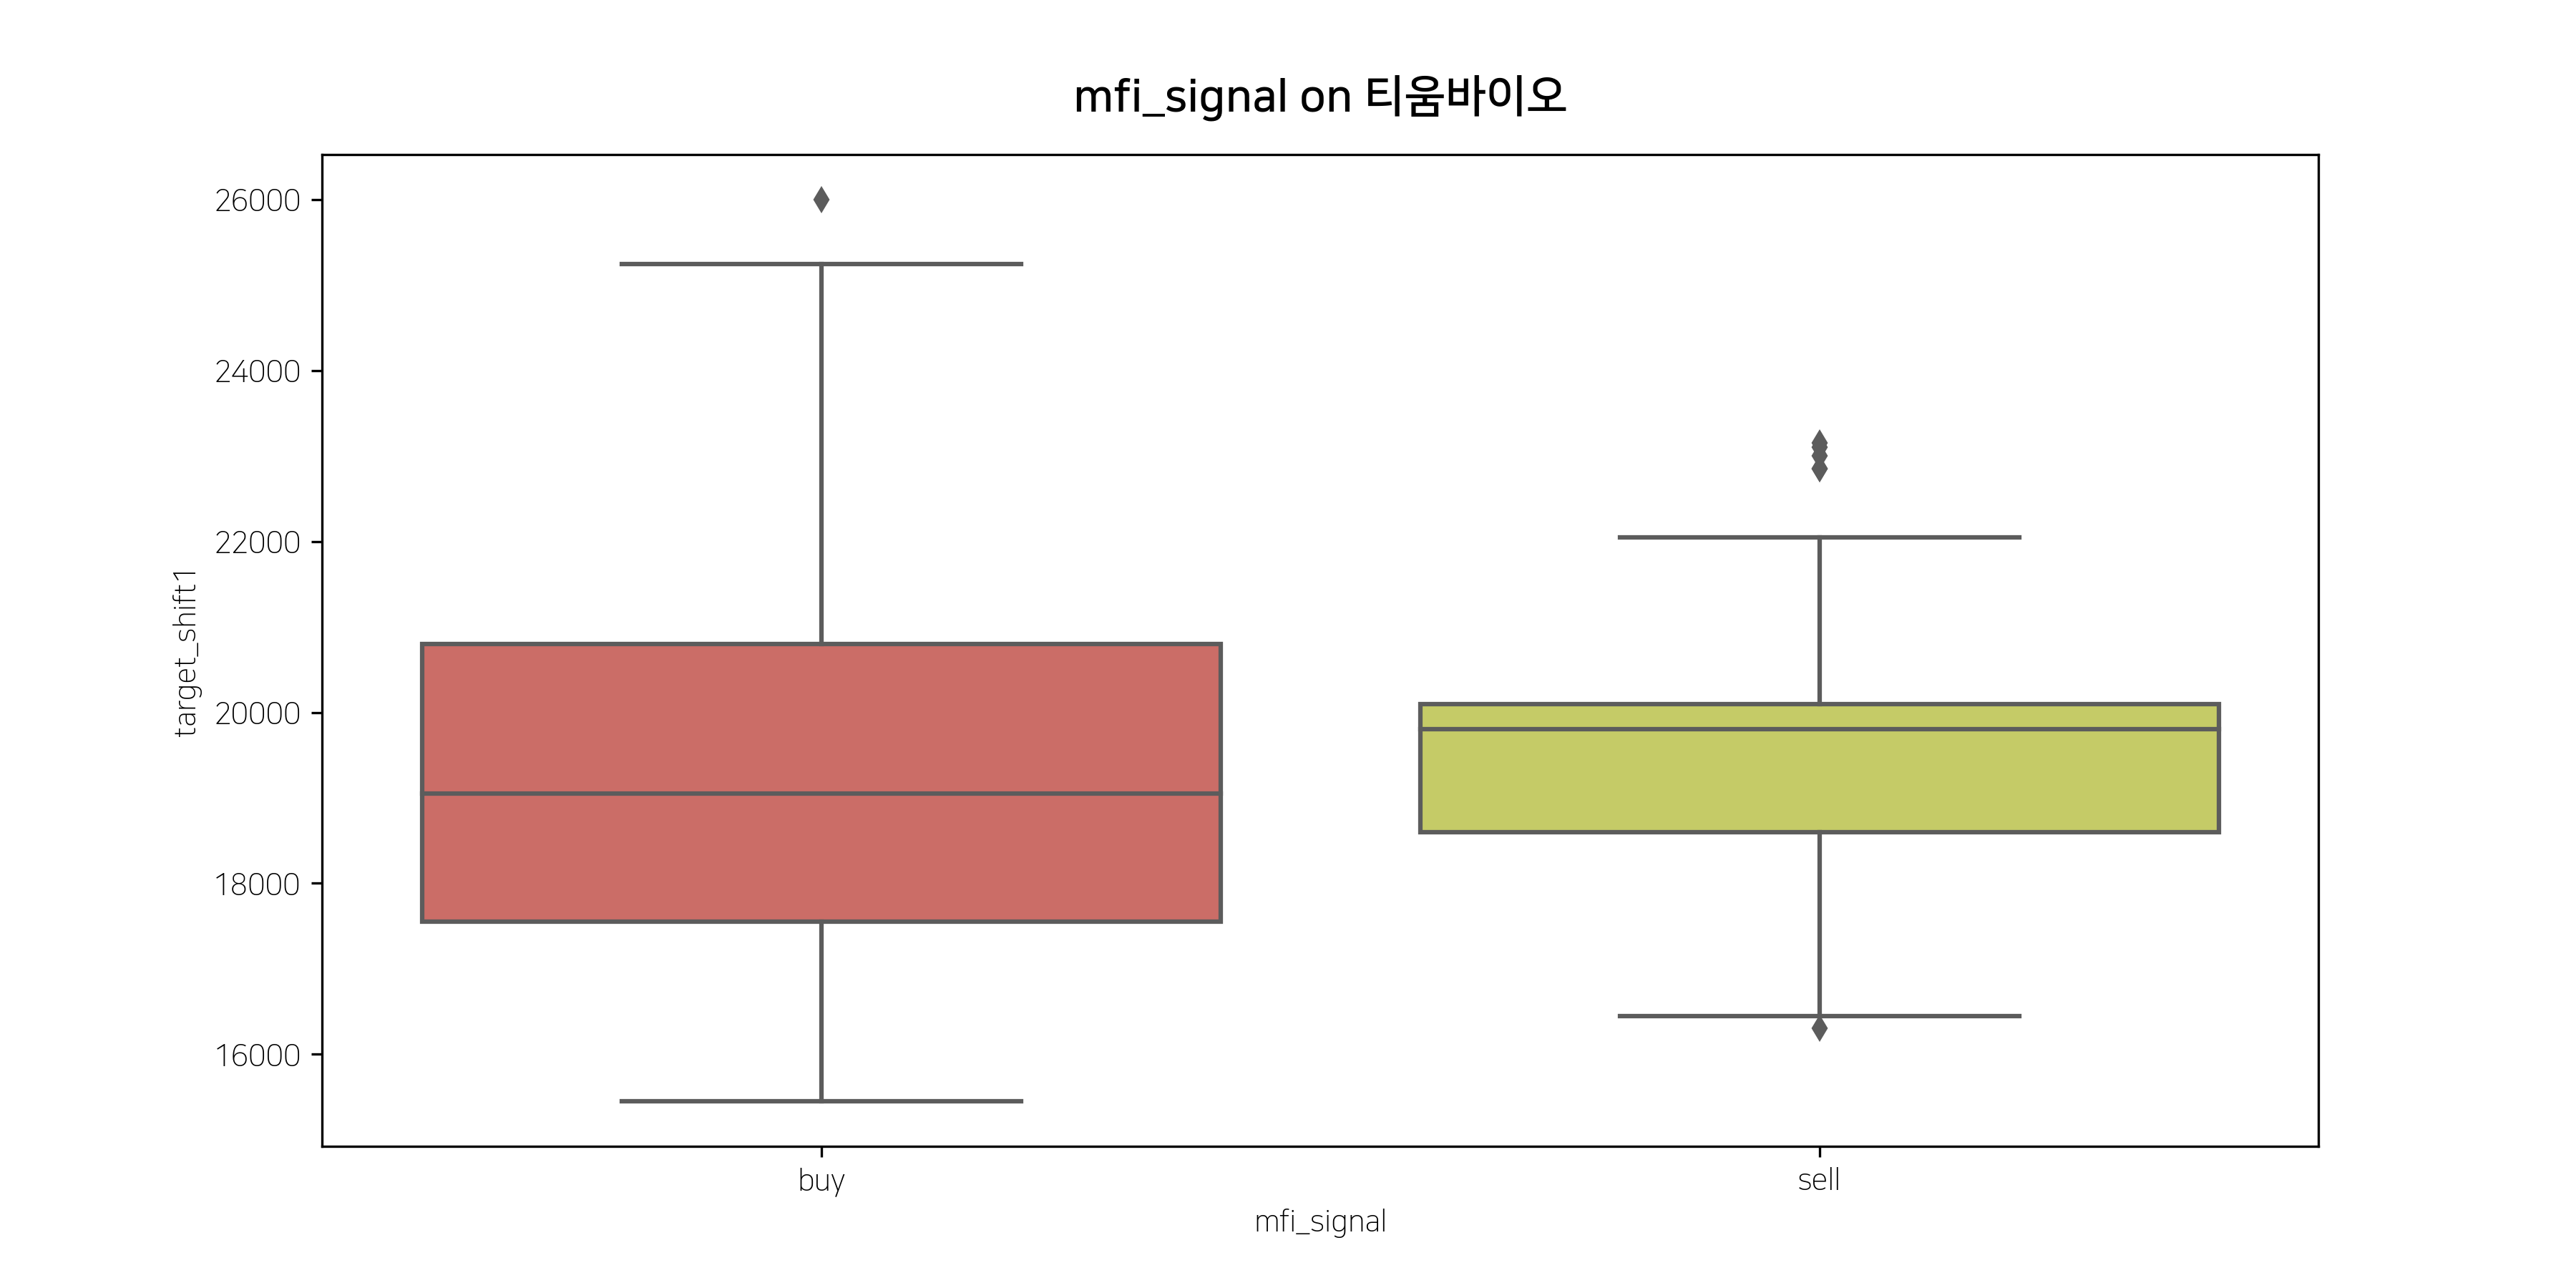 mfi_signal on 티움바이오
26000
24000
22000
20000
18000
16000
target_shift1
buy
sell
mfi_signal